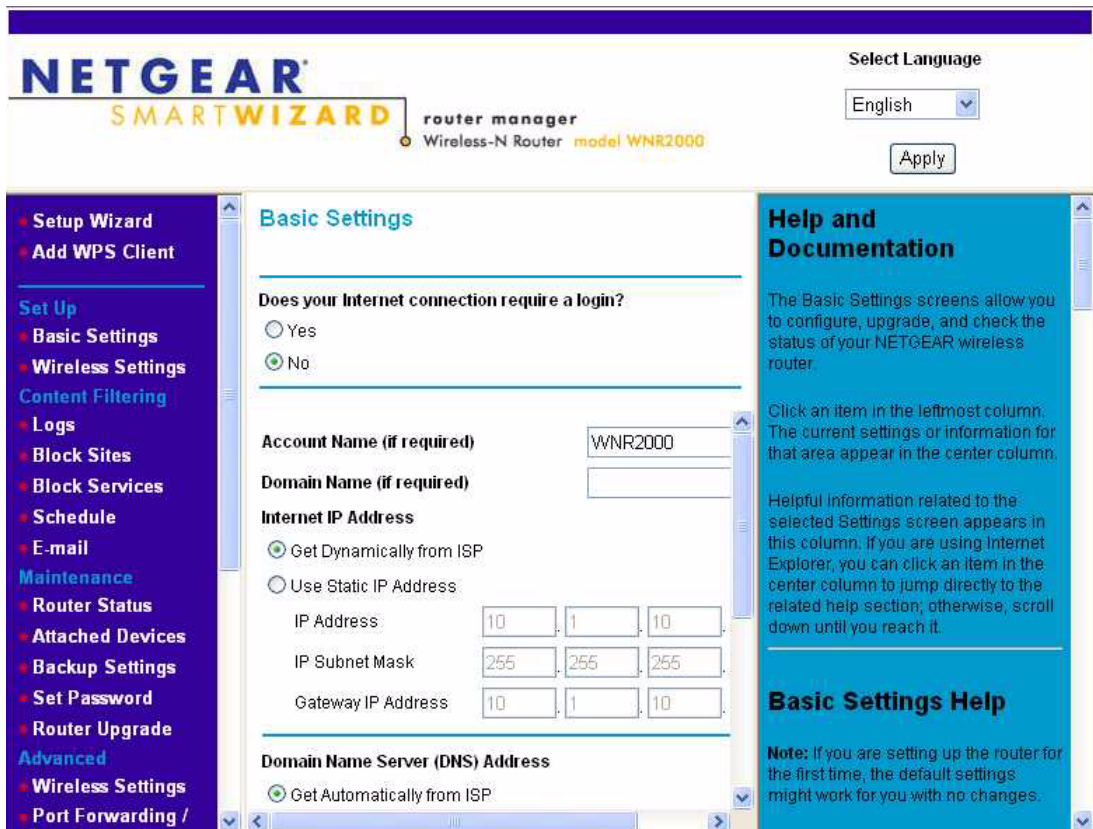 NETGEAR
SMARTWIZARD
router manager
Wireless-N Router model WNR2000
Select Language
English
Apply
Setup Wizard
Add WPS Client
Set Up
Basic Settings
Wireless Settings
Content Filtering
Logs
Block Sites
Block Services
Schedule
E-mail
Maintenance
Router Status
Attached Devices
Backup Settings
Set Password
Router Upgrade
Advanced
Wireless Settings
Port Forwarding /
Basic Settings
Does your Internet connection require a login?
Yes
No
Account Name (if required) WNR2000
Domain Name (if required)
Internet IP Address
Get Dynamically from ISP
Use Static IP Address
IP Address 10 . 1 . 10 .
IP Subnet Mask 255 . 255 . 255 .
Gateway IP Address 10 . 1 . 10 .
Domain Name Server (DNS) Address
Get Automatically from ISP
Help and
Documentation
The Basic Settings screens allow you
to configure, upgrade, and check the
status of your NETGEAR wireless
router.
Click an item in the leftmost column.
The current settings or information for
that area appear in the center column.
Helpful information related to the
selected Settings screen appears in
this column. If you are using Internet
Explorer, you can click an item in the
center column to jump directly to the
related help section; otherwise, scroll
down until you reach it.
Basic Settings Help
Note: If you are setting up the router for
the first time, the default settings
might work for you with no changes.